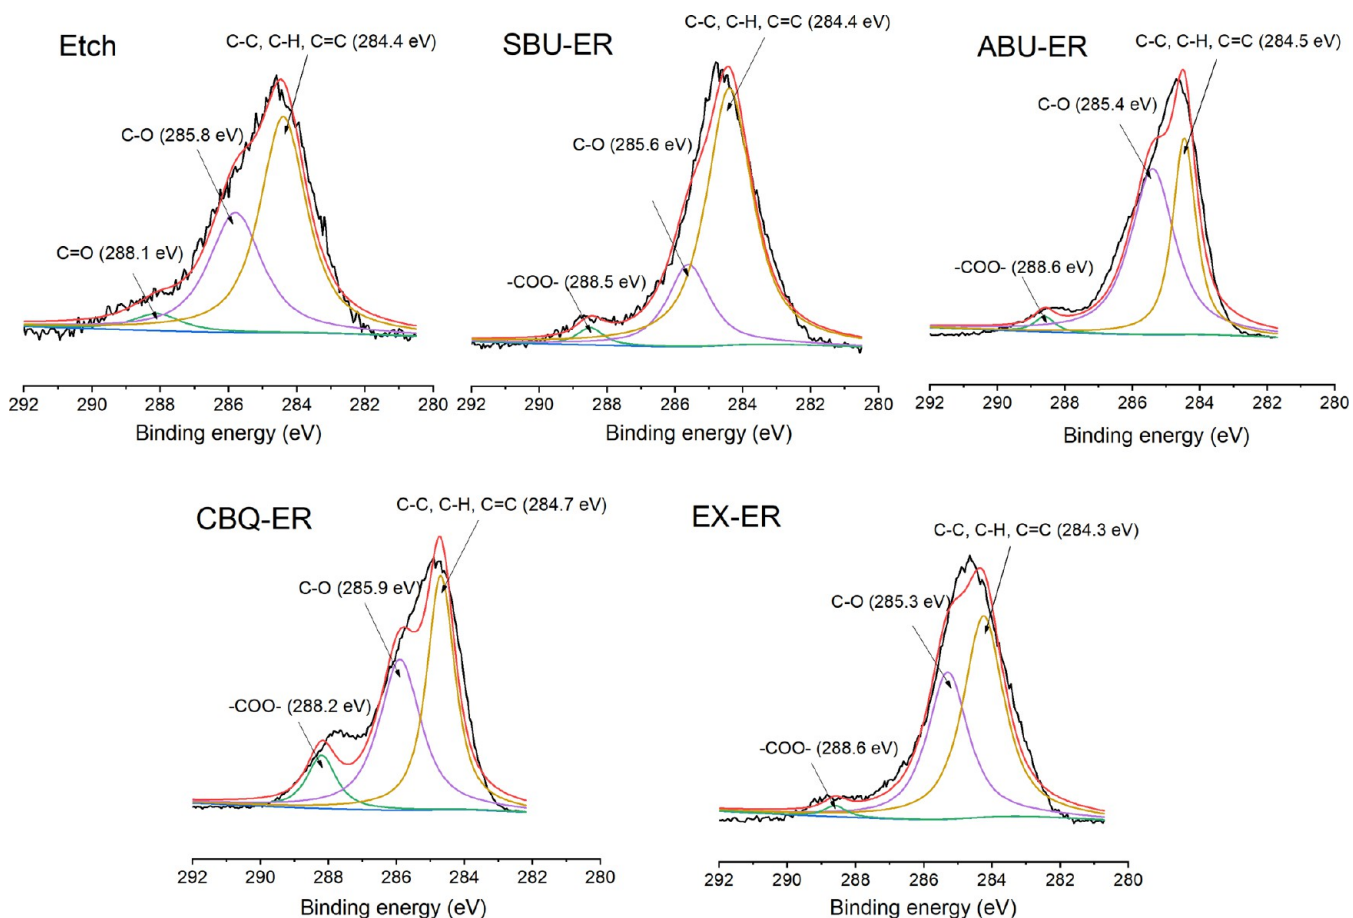 Etch
C-C, C-H, C=C (284.4 eV)
C-O (285.8 eV)
C=O (288.1 eV)
292 290 288 286 284 282 280
Binding energy (eV)
SBU-ER
C-C, C-H, C=C (284.4 eV)
C-O (285.6 eV)
-COO- (288.5 eV)
292 290 288 286 284 282 280
Binding energy (eV)
ABU-ER
C-C, C-H, C=C (284.5 eV)
C-O (285.4 eV)
-COO- (288.6 eV)
292 290 288 286 284 282 280
Binding energy (eV)
CBQ-ER
C-C, C-H, C=C (284.7 eV)
C-O (285.9 eV)
-COO- (288.2 eV)
292 290 288 286 284 282 280
Binding energy (eV)
EX-ER
C-C, C-H, C=C (284.3 eV)
C-O (285.3 eV)
-COO- (288.6 eV)
292 290 288 286 284 282 280
Binding energy (eV)